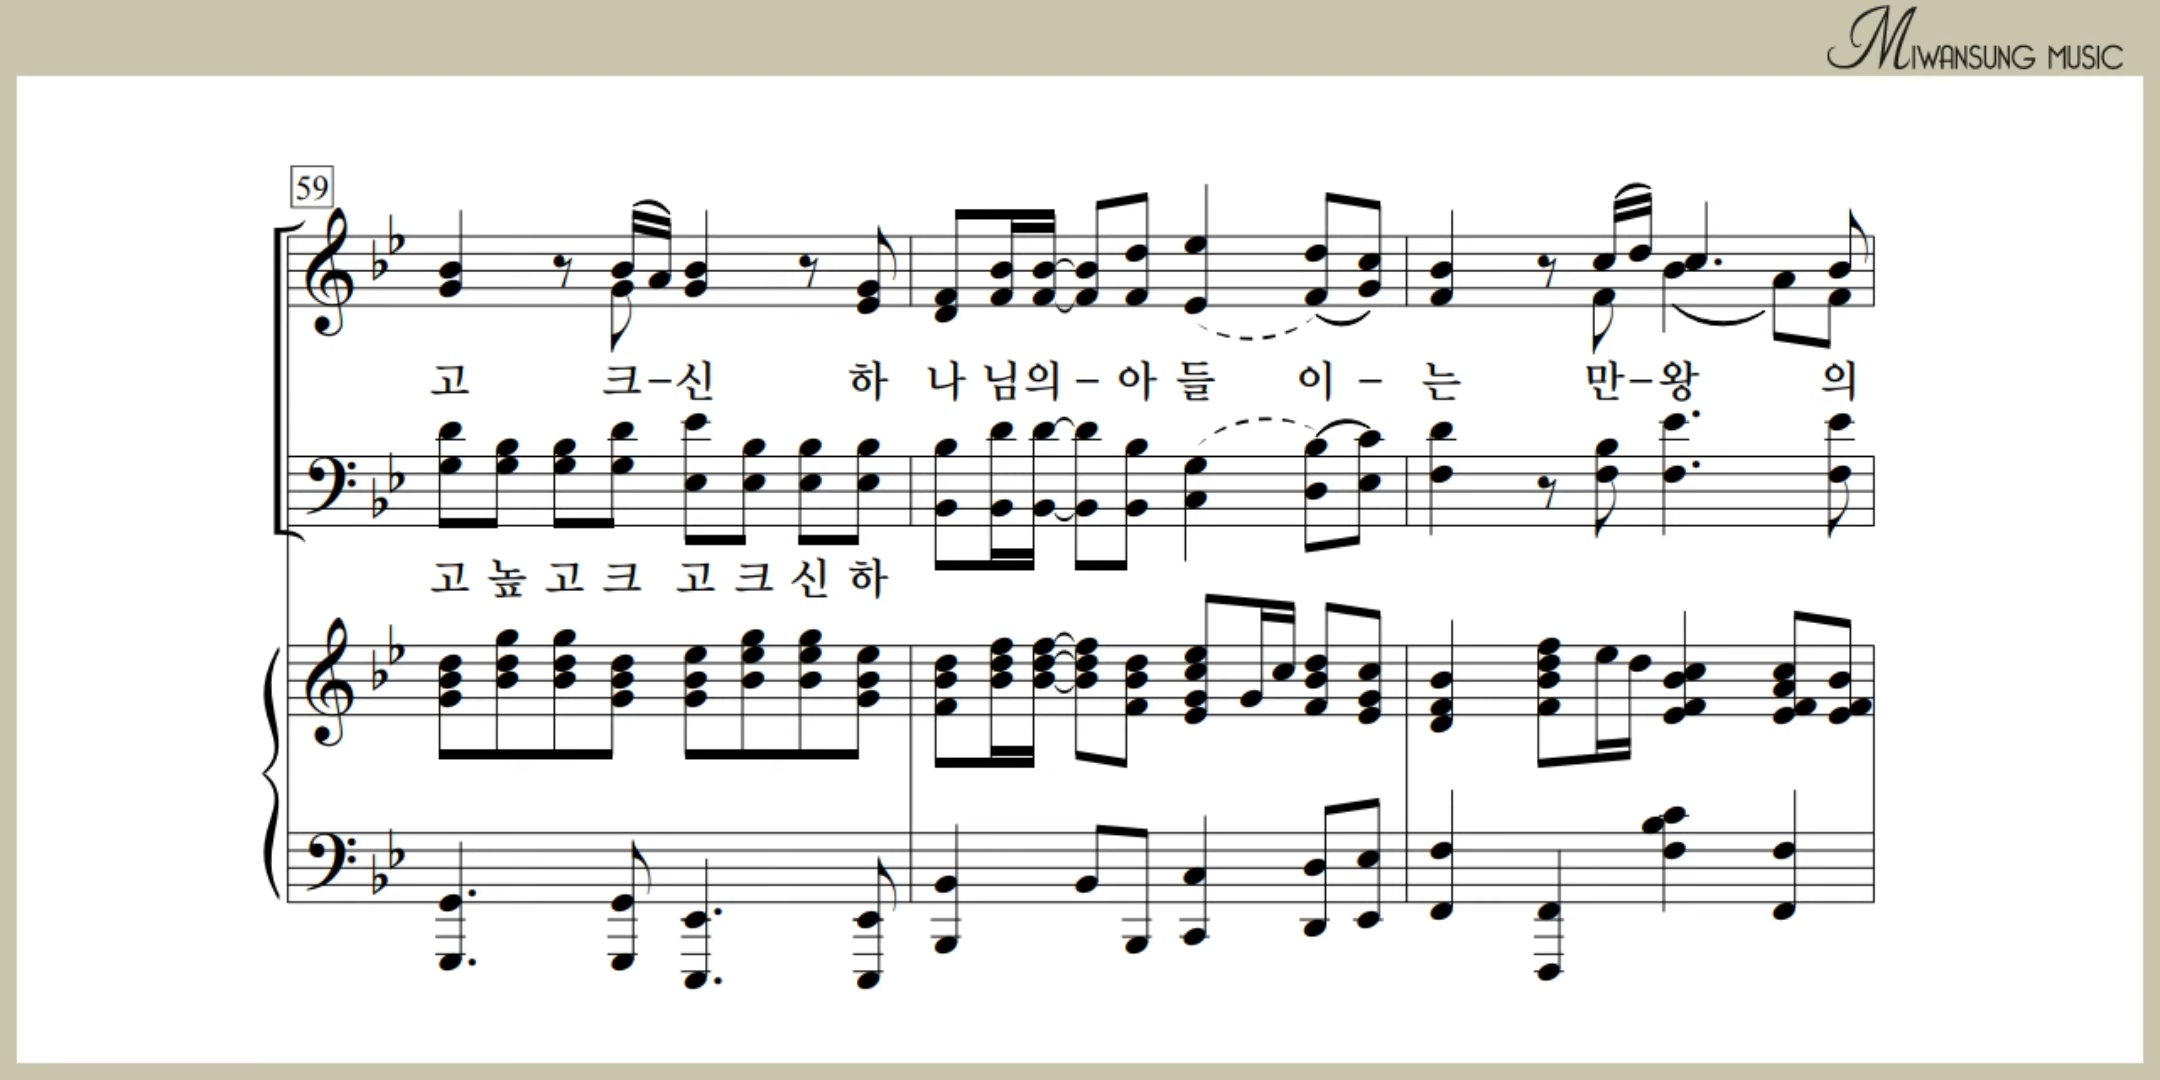 MIWANSUNG MUSIC
59
고 크–신 하 나 님의 – 아 들 이 – 는 만–왕 의
고 높 고 크 고 크 신 하